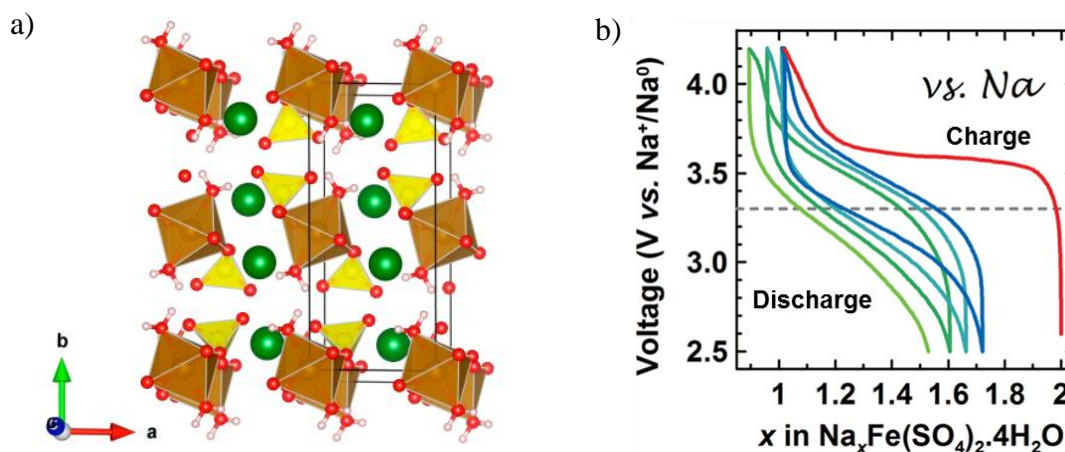 a)
b
a
c
b)
Voltage (V vs. Na⁺/Na⁰)
4.0
3.5
3.0
2.5
vs. Na
Charge
Discharge
1 1.2 1.4 1.6 1.8 2
x in NaₓFe(SO₄)₂.4H₂O